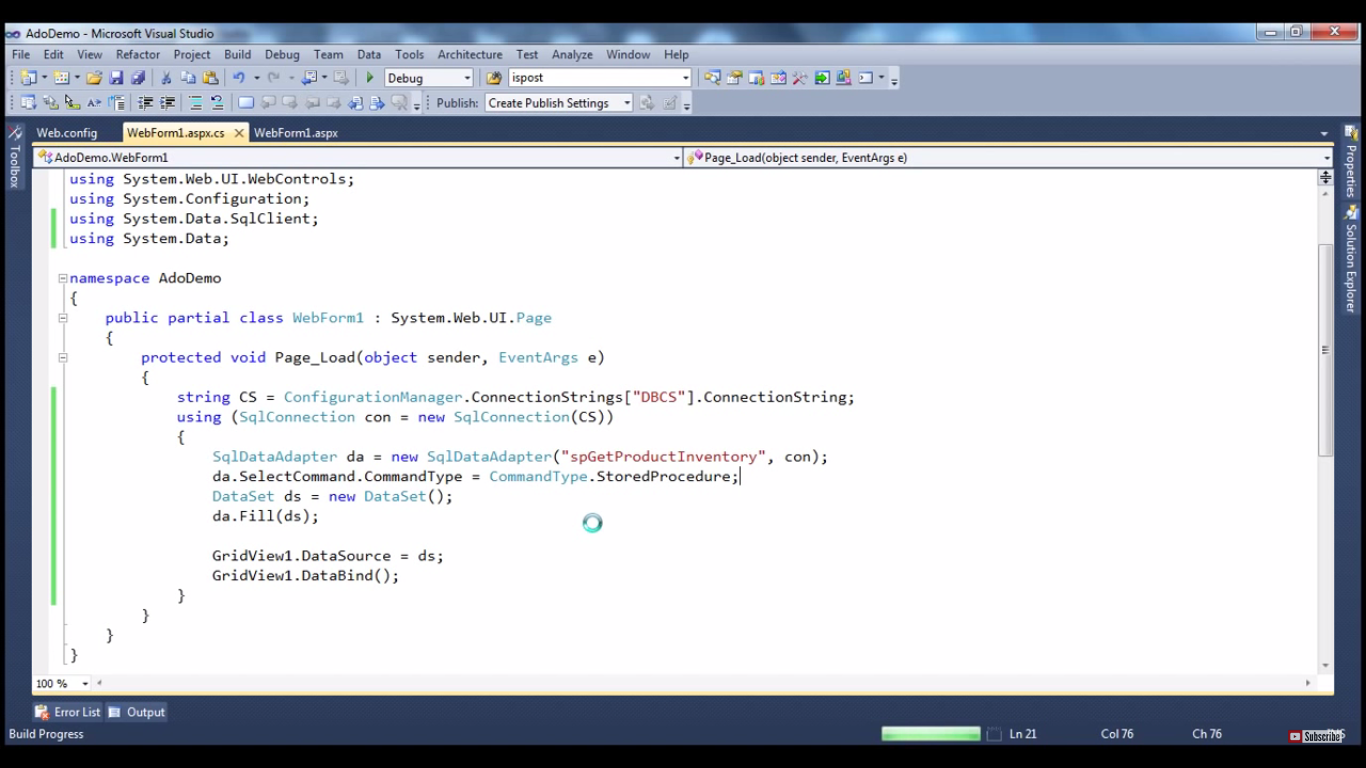 AdoDemo - Microsoft Visual Studio
File Edit View Refactor Project Build Debug Team Data Tools Architecture Test Analyze Window Help
Debug ispost
Publish: Create Publish Settings
Web.config WebForm1.aspx.cs WebForm1.aspx
AdoDemo.WebForm1 Page_Load(object sender, EventArgs e)
Toolbox
Properties
Solution Explorer
using System.Web.UI.WebControls;
using System.Configuration;
using System.Data.SqlClient;
using System.Data;
namespace AdoDemo
{
public partial class WebForm1 : System.Web.UI.Page
{
protected void Page_Load(object sender, EventArgs e)
{
string CS = ConfigurationManager.ConnectionStrings["DBCS"].ConnectionString;
using (SqlConnection con = new SqlConnection(CS))
{
SqlDataAdapter da = new SqlDataAdapter("spGetProductInventory", con);
da.SelectCommand.CommandType = CommandType.StoredProcedure;
DataSet ds = new DataSet();
da.Fill(ds);
GridView1.DataSource = ds;
GridView1.DataBind();
}
}
}
}
100 %
Error List Output
Build Progress Ln 21 Col 76 Ch 76 Subscribe